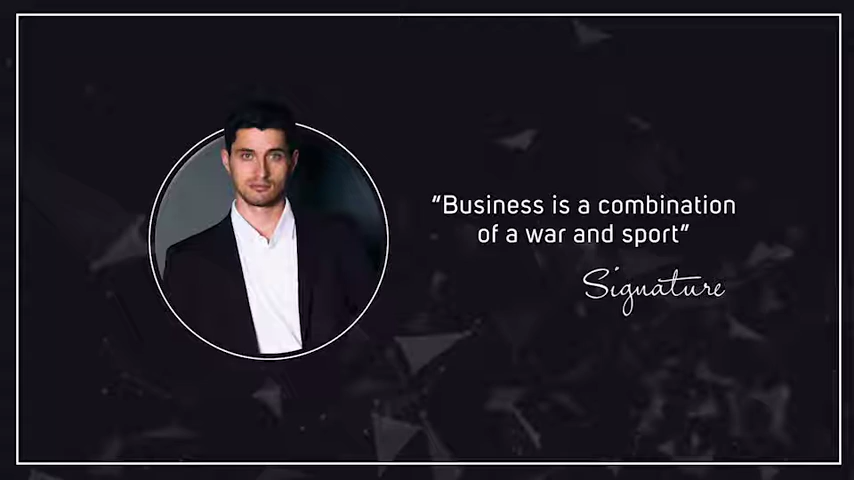 “Business is a combination
of a war and sport”
Signature